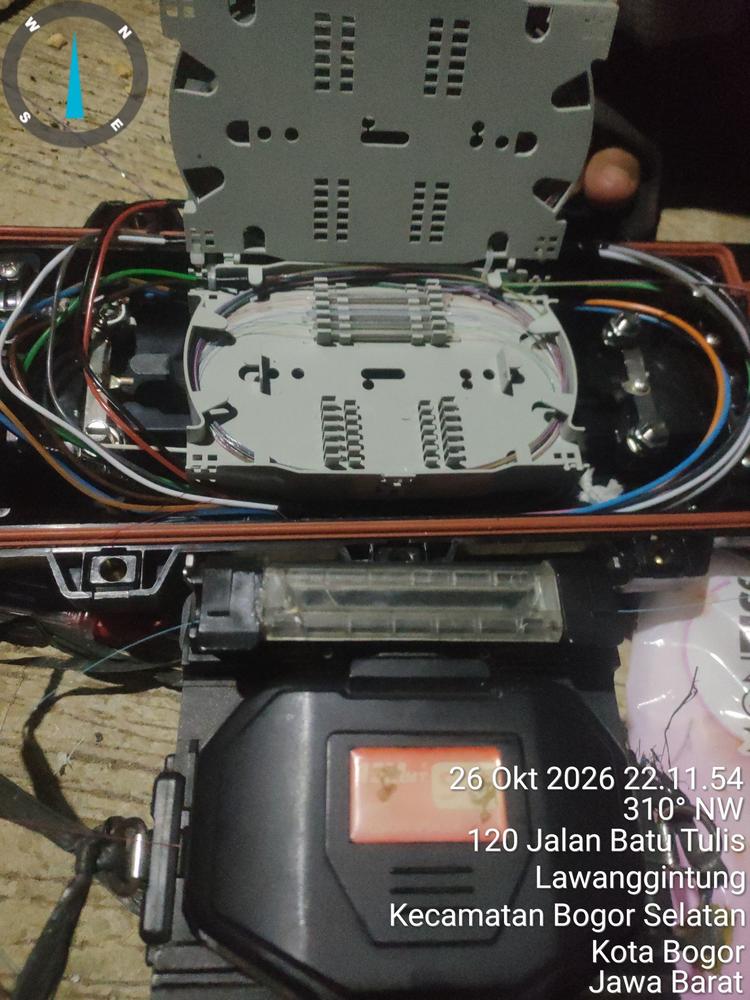 W
N
S
E
26 Okt 2026 22.11.54
310° NW
120 Jalan Batu Tulis
Lawanggintung
Kecamatan Bogor Selatan
Kota Bogor
Jawa Barat